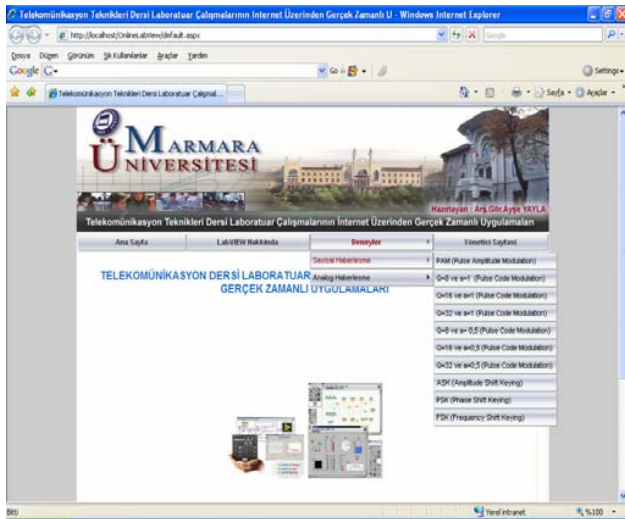 Telekomünikasyon Teknikleri Dersi Laboratuar Çalışmalarının Internet Üzerinden Gerçek Zamanlı U - Windows Internet Explorer
http://localhost/OnlineLabview/default.aspx
Google
Dosya Düzen Görünüm Sık Kullanılanlar Araçlar Yardım
Google G Go Settings
Telekomünikasyon Teknikleri Dersi Laboratuar Çalışmal... Sayfa Araçlar
MARMARA
ÜNİVERSİTESİ
Hazırlayan : Arş.Gör.Ayşe YAYLA
Telekomünikasyon Teknikleri Dersi Laboratuar Çalışmalarının İnternet Üzerinden Gerçek Zamanlı Uygulamaları
Ana Sayfa LabVIEW Hakkında Deneyler Yönetici Sayfasi
Sayisal Haberlesme
Analog Haberlesme
PAM (Pulse Amplitude Modulation)
Q=8 ve a=1 (Pulse Code Modulation)
Q=16 ve a=1 (Pulse Code Modulation)
Q=32 ve a=1 (Pulse Code Modulation)
Q=8 ve a= 0,5 (Pulse Code Modulation)
Q=16 ve a=0,5 (Pulse Code Modulation)
Q=32 ve a=0,5 (Pulse Code Modulation)
ASK (Amplitude Shift Keying)
PSK (Phase Shift Keying)
FSK (Frequency Shift Keying)
TELEKOMÜNİKASYON DERSİ LABORATUAR
GERÇEK ZAMANLI UYGULAMALARI
Bitti Yerel intranet %100